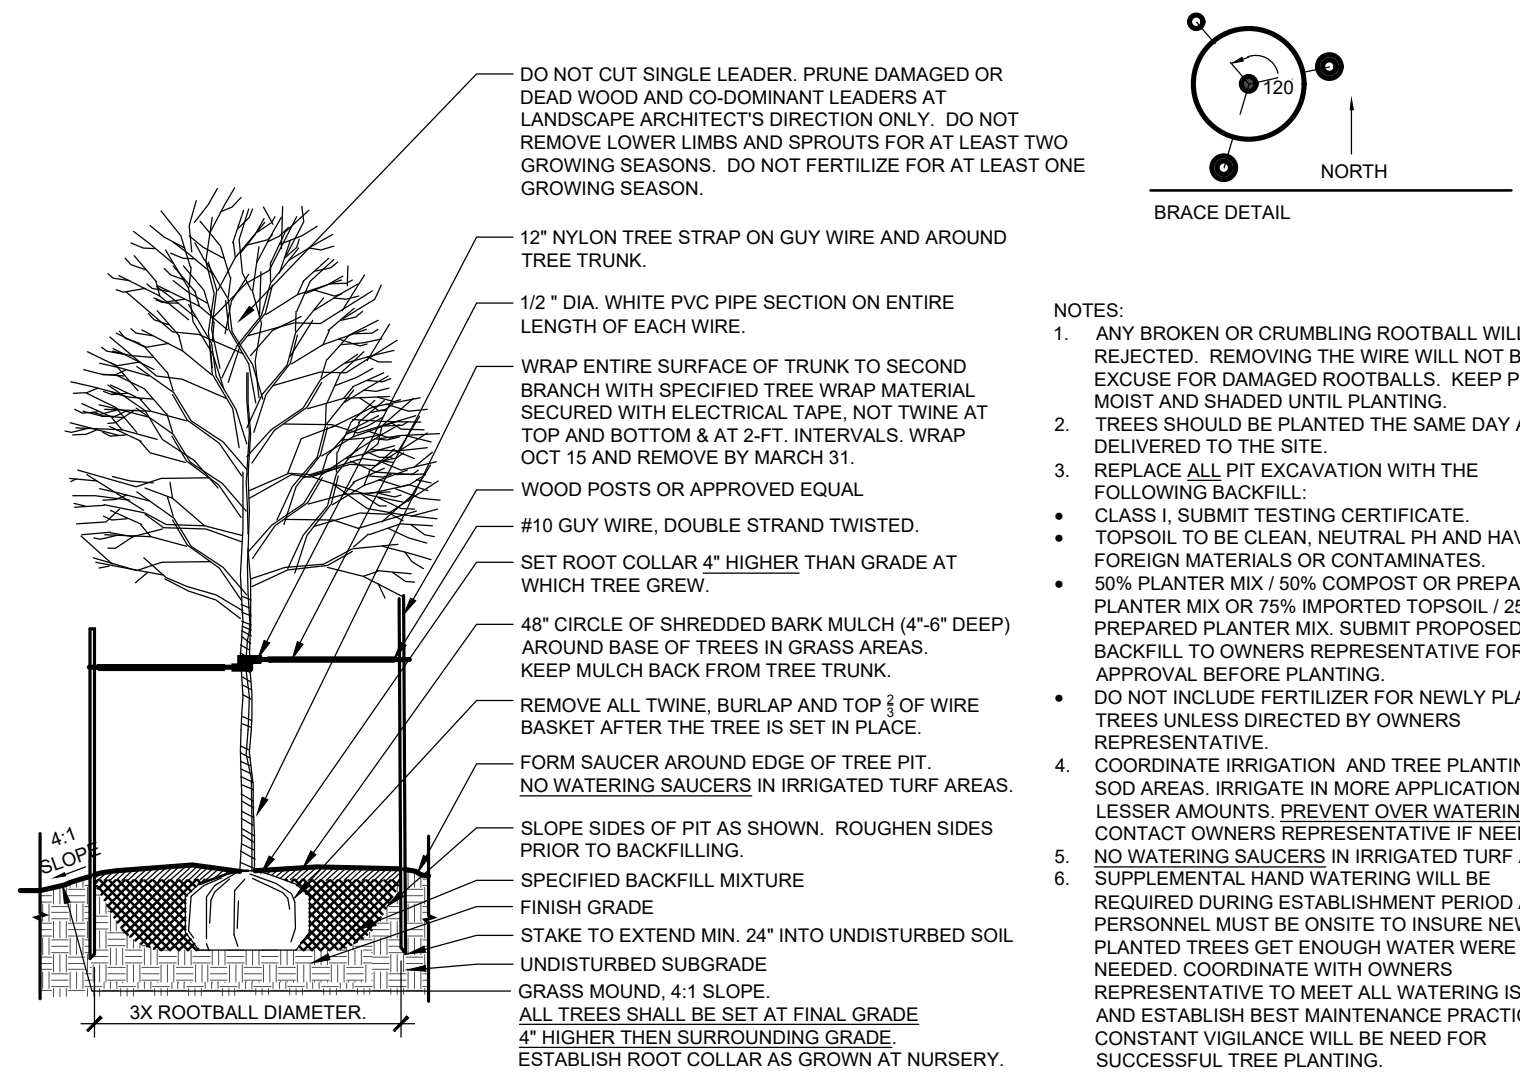 DO NOT CUT SINGLE LEADER. PRUNE DAMAGED OR
DEAD WOOD AND CO-DOMINANT LEADERS AT
LANDSCAPE ARCHITECT'S DIRECTION ONLY. DO NOT
REMOVE LOWER LIMBS AND SPROUTS FOR AT LEAST TWO
GROWING SEASONS. DO NOT FERTILIZE FOR AT LEAST ONE
GROWING SEASON.
12" NYLON TREE STRAP ON GUY WIRE AND AROUND
TREE TRUNK.
1/2 " DIA. WHITE PVC PIPE SECTION ON ENTIRE
LENGTH OF EACH WIRE.
WRAP ENTIRE SURFACE OF TRUNK TO SECOND
BRANCH WITH SPECIFIED TREE WRAP MATERIAL
SECURED WITH ELECTRICAL TAPE, NOT TWINE AT
TOP AND BOTTOM & AT 2-FT. INTERVALS. WRAP
OCT 15 AND REMOVE BY MARCH 31.
WOOD POSTS OR APPROVED EQUAL
#10 GUY WIRE, DOUBLE STRAND TWISTED.
SET ROOT COLLAR 4" HIGHER THAN GRADE AT
WHICH TREE GREW.
48" CIRCLE OF SHREDDED BARK MULCH (4"-6" DEEP)
AROUND BASE OF TREES IN GRASS AREAS.
KEEP MULCH BACK FROM TREE TRUNK.
REMOVE ALL TWINE, BURLAP AND TOP 2/3 OF WIRE
BASKET AFTER THE TREE IS SET IN PLACE.
FORM SAUCER AROUND EDGE OF TREE PIT.
NO WATERING SAUCERS IN IRRIGATED TURF AREAS.
SLOPE SIDES OF PIT AS SHOWN. ROUGHEN SIDES
PRIOR TO BACKFILLING.
SPECIFIED BACKFILL MIXTURE
FINISH GRADE
STAKE TO EXTEND MIN. 24" INTO UNDISTURBED SOIL
UNDISTURBED SUBGRADE
GRASS MOUND, 4:1 SLOPE.
ALL TREES SHALL BE SET AT FINAL GRADE
4" HIGHER THEN SURROUNDING GRADE.
ESTABLISH ROOT COLLAR AS GROWN AT NURSERY.
4:1
SLOPE
3X ROOTBALL DIAMETER.
120
NORTH
BRACE DETAIL
NOTES:
1. ANY BROKEN OR CRUMBLING ROOTBALL WILL
REJECTED. REMOVING THE WIRE WILL NOT B
EXCUSE FOR DAMAGED ROOTBALLS. KEEP P
MOIST AND SHADED UNTIL PLANTING.
2. TREES SHOULD BE PLANTED THE SAME DAY A
DELIVERED TO THE SITE.
3. REPLACE ALL PIT EXCAVATION WITH THE
FOLLOWING BACKFILL:
• CLASS I, SUBMIT TESTING CERTIFICATE.
• TOPSOIL TO BE CLEAN, NEUTRAL PH AND HAV
FOREIGN MATERIALS OR CONTAMINATES.
• 50% PLANTER MIX / 50% COMPOST OR PREPA
PLANTER MIX OR 75% IMPORTED TOPSOIL / 25
PREPARED PLANTER MIX. SUBMIT PROPOSED
BACKFILL TO OWNERS REPRESENTATIVE FOR
APPROVAL BEFORE PLANTING.
• DO NOT INCLUDE FERTILIZER FOR NEWLY PLA
TREES UNLESS DIRECTED BY OWNERS
REPRESENTATIVE.
4. COORDINATE IRRIGATION AND TREE PLANTIN
SOD AREAS. IRRIGATE IN MORE APPLICATION
LESSER AMOUNTS. PREVENT OVER WATERIN
CONTACT OWNERS REPRESENTATIVE IF NEE
5. NO WATERING SAUCERS IN IRRIGATED TURF A
6. SUPPLEMENTAL HAND WATERING WILL BE
REQUIRED DURING ESTABLISHMENT PERIOD A
PERSONNEL MUST BE ONSITE TO INSURE NEW
PLANTED TREES GET ENOUGH WATER WERE
NEEDED. COORDINATE WITH OWNERS
REPRESENTATIVE TO MEET ALL WATERING IS
AND ESTABLISH BEST MAINTENANCE PRACTIC
CONSTANT VIGILANCE WILL BE NEED FOR
SUCCESSFUL TREE PLANTING.